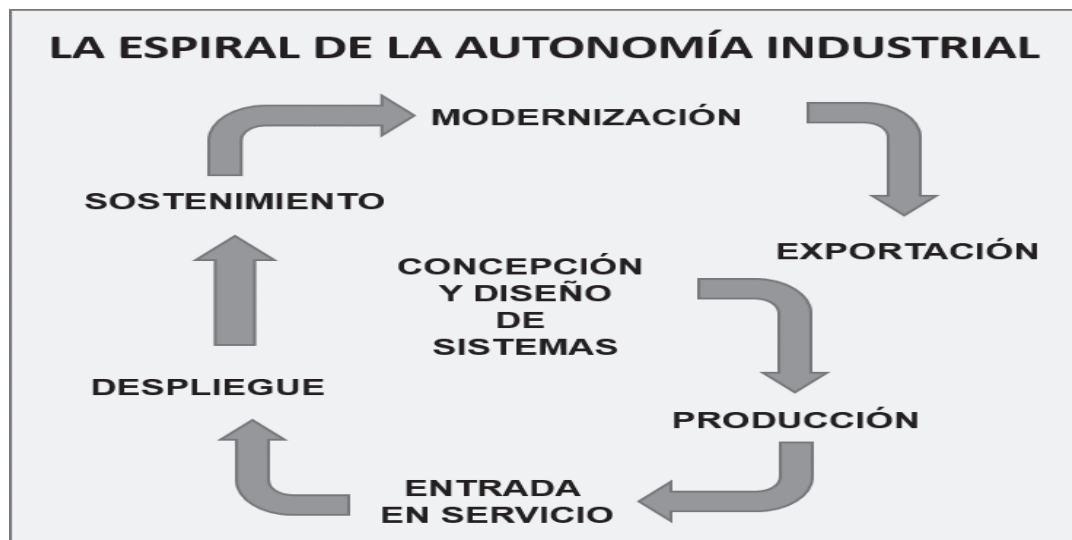 LA ESPIRAL DE LA AUTONOMÍA INDUSTRIAL
MODERNIZACIÓN
SOSTENIMIENTO
EXPORTACIÓN
CONCEPCIÓN
Y DISEÑO
DE
SISTEMAS
DESPLIEGUE
PRODUCCIÓN
ENTRADA
EN SERVICIO